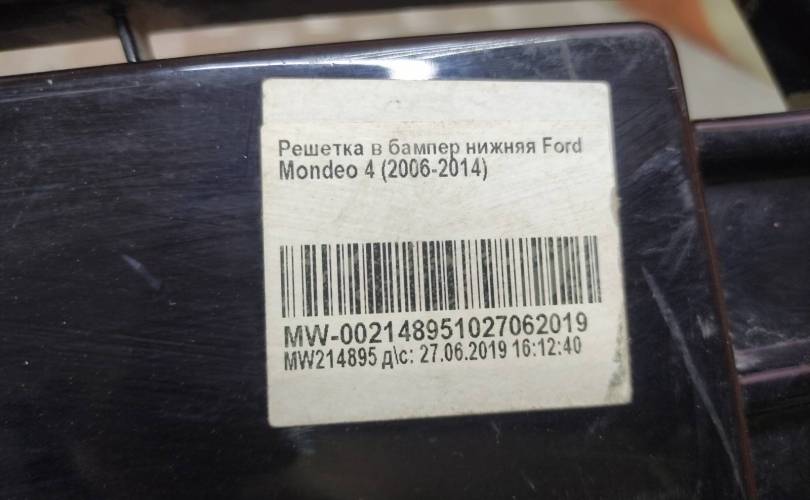 Решетка в бампер нижняя Ford
Mondeo 4 (2006-2014)
MW-002148951027062019
MW214895 д\с: 27.06.2019 16:12:40